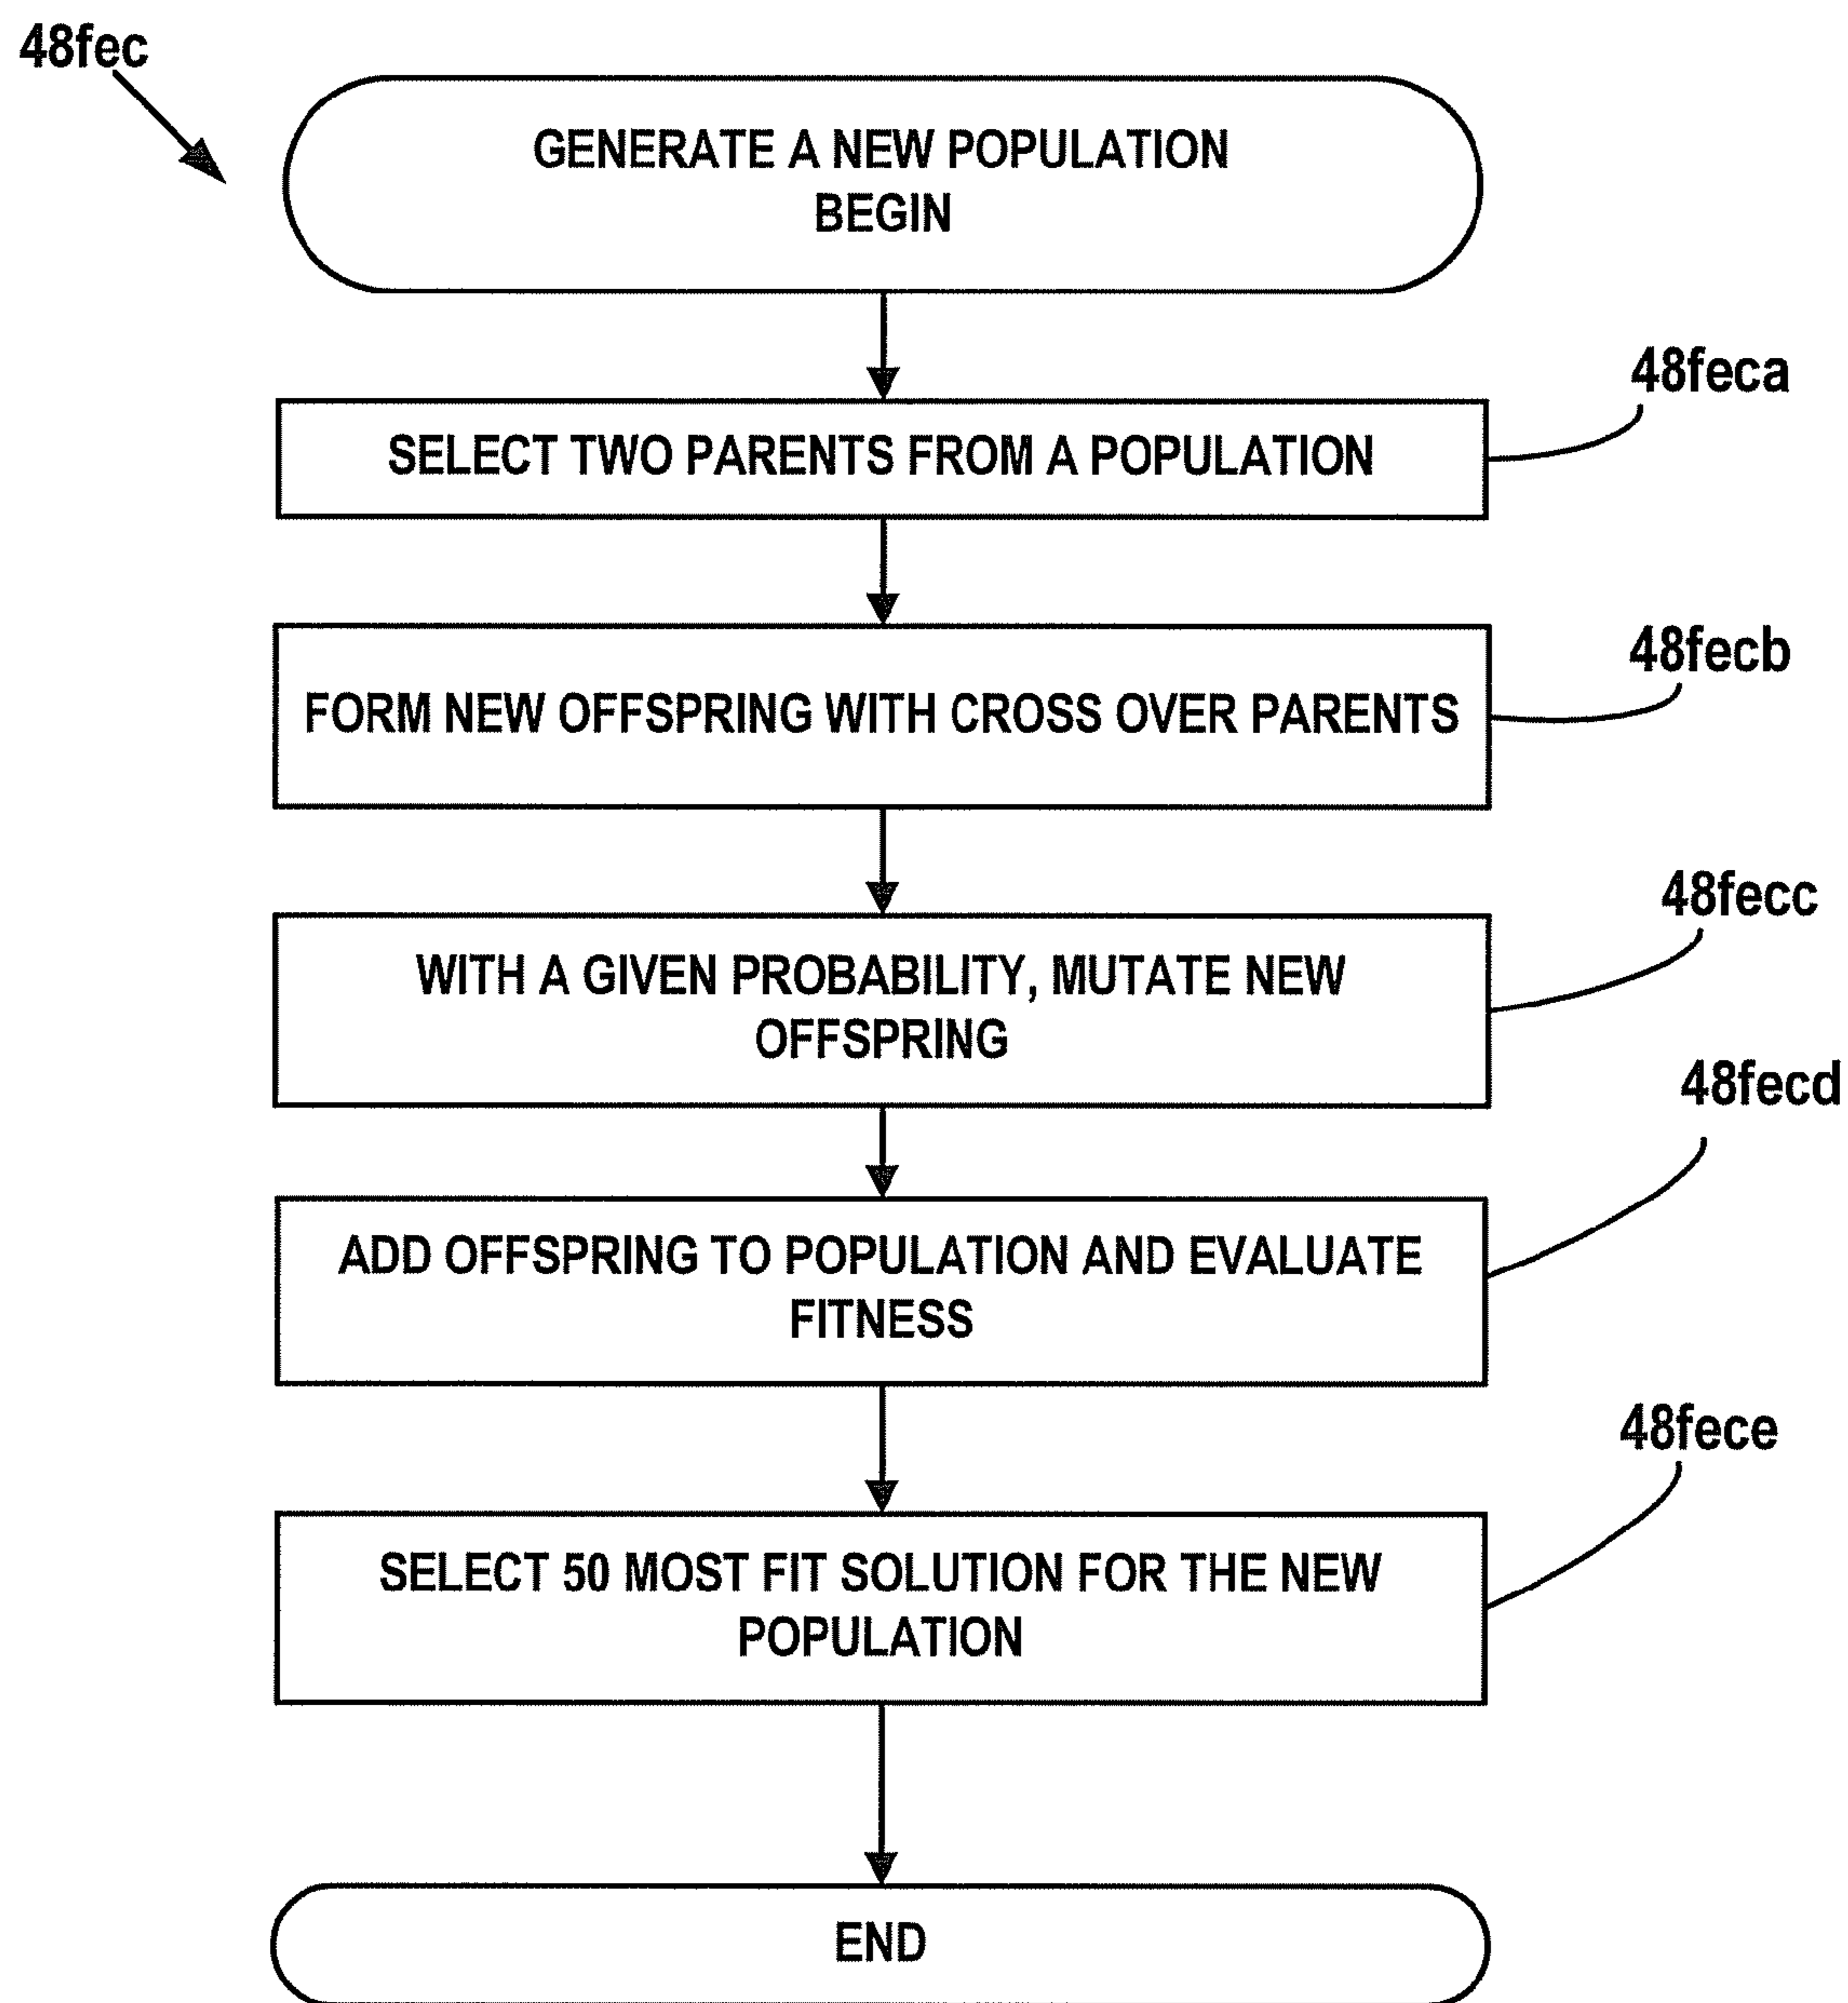 48fec
GENERATE A NEW POPULATION
BEGIN
48feca
SELECT TWO PARENTS FROM A POPULATION
48fecb
FORM NEW OFFSPRING WITH CROSS OVER PARENTS
48fecc
WITH A GIVEN PROBABILITY, MUTATE NEW
OFFSPRING
48fecd
ADD OFFSPRING TO POPULATION AND EVALUATE
FITNESS
48fece
SELECT 50 MOST FIT SOLUTION FOR THE NEW
POPULATION
END